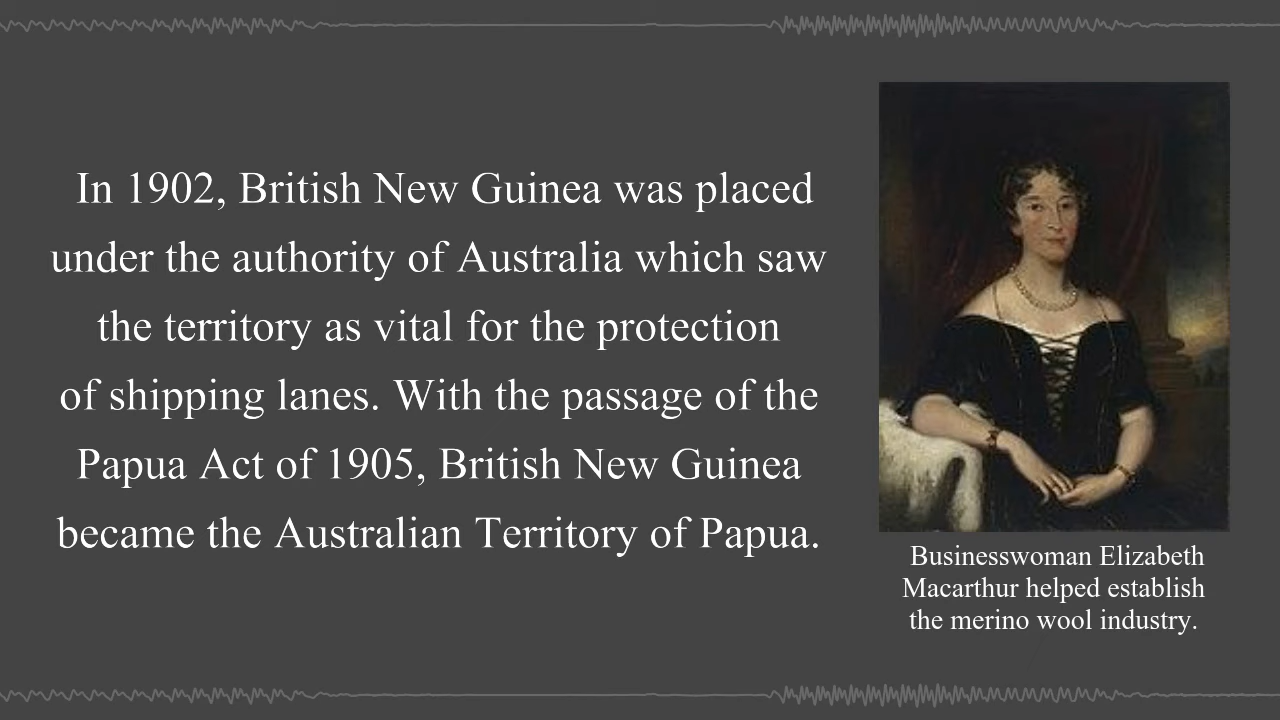 In 1902, British New Guinea was placed
under the authority of Australia which saw
the territory as vital for the protection
of shipping lanes. With the passage of the
Papua Act of 1905, British New Guinea
became the Australian Territory of Papua.
Businesswoman Elizabeth
Macarthur helped establish
the merino wool industry.